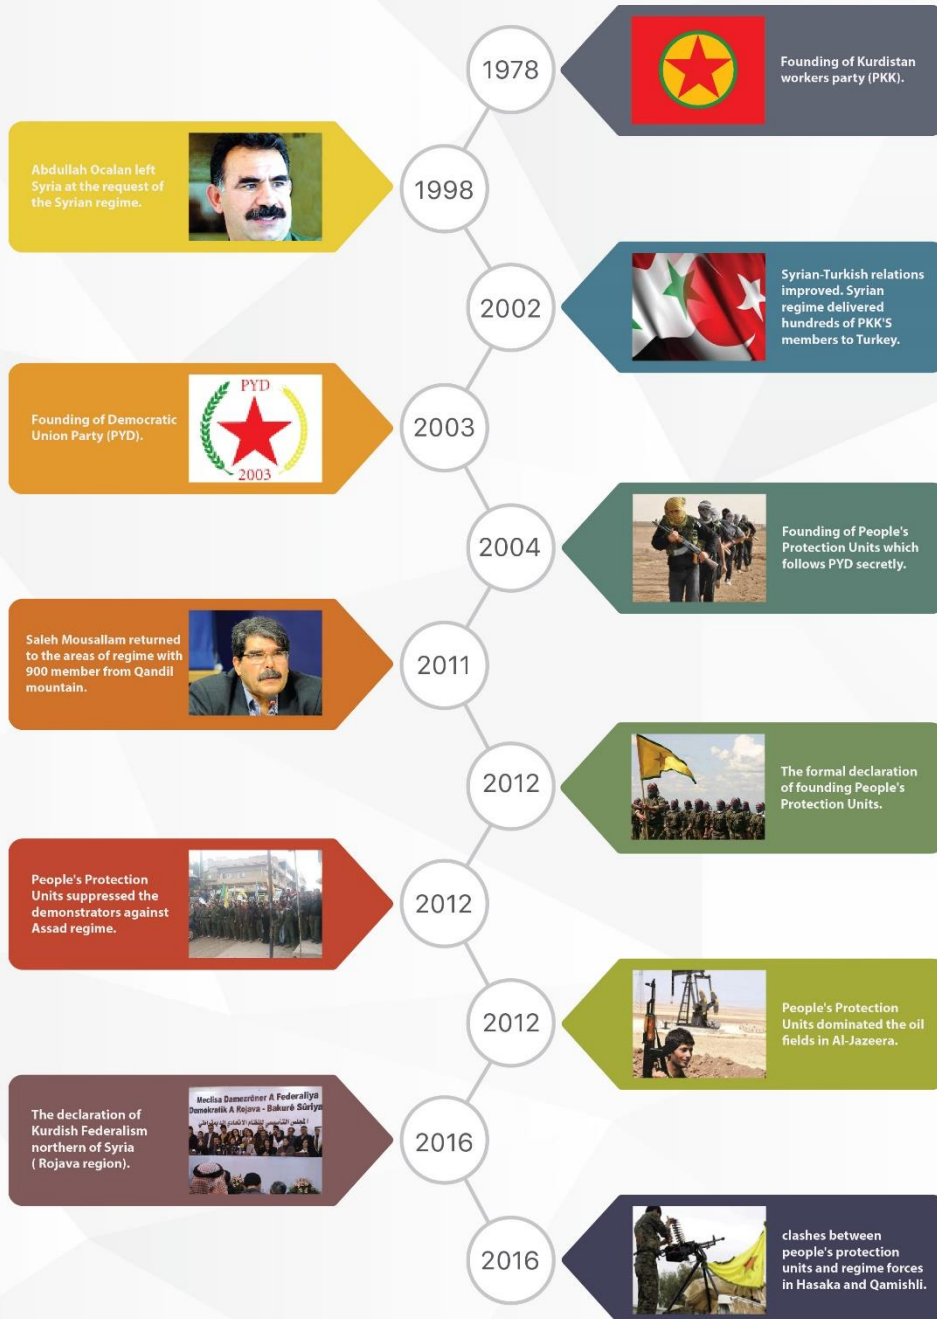 1978
Founding of Kurdistan
workers party (PKK).
Abdullah Ocalan left
Syria at the request of
the Syrian regime.
1998
2002
Syrian-Turkish relations
improved. Syrian
regime delivered
hundreds of PKK'S
members to Turkey.
Founding of Democratic
Union Party (PYD).
PYD
2003
2003
2004
Founding of People's
Protection Units which
follows PYD secretly.
Saleh Mousallam returned
to the areas of regime with
900 member from Qandil
mountain.
2011
2012
The formal declaration
of founding People's
Protection Units.
People's Protection
Units suppressed the
demonstrators against
Assad regime.
2012
2012
People's Protection
Units dominated the oil
fields in Al-Jazeera.
The declaration of
Kurdish Federalism
northern of Syria
( Rojava region).
Meclisa Damezrêner A Federaliya
Demokratîk A Rojava - Bakurê Sûriya
المجلس التأسيسي للنظام الاتحادي الديمقراطي
2016
2016
clashes between
people's protection
units and regime forces
in Hasaka and Qamishli.